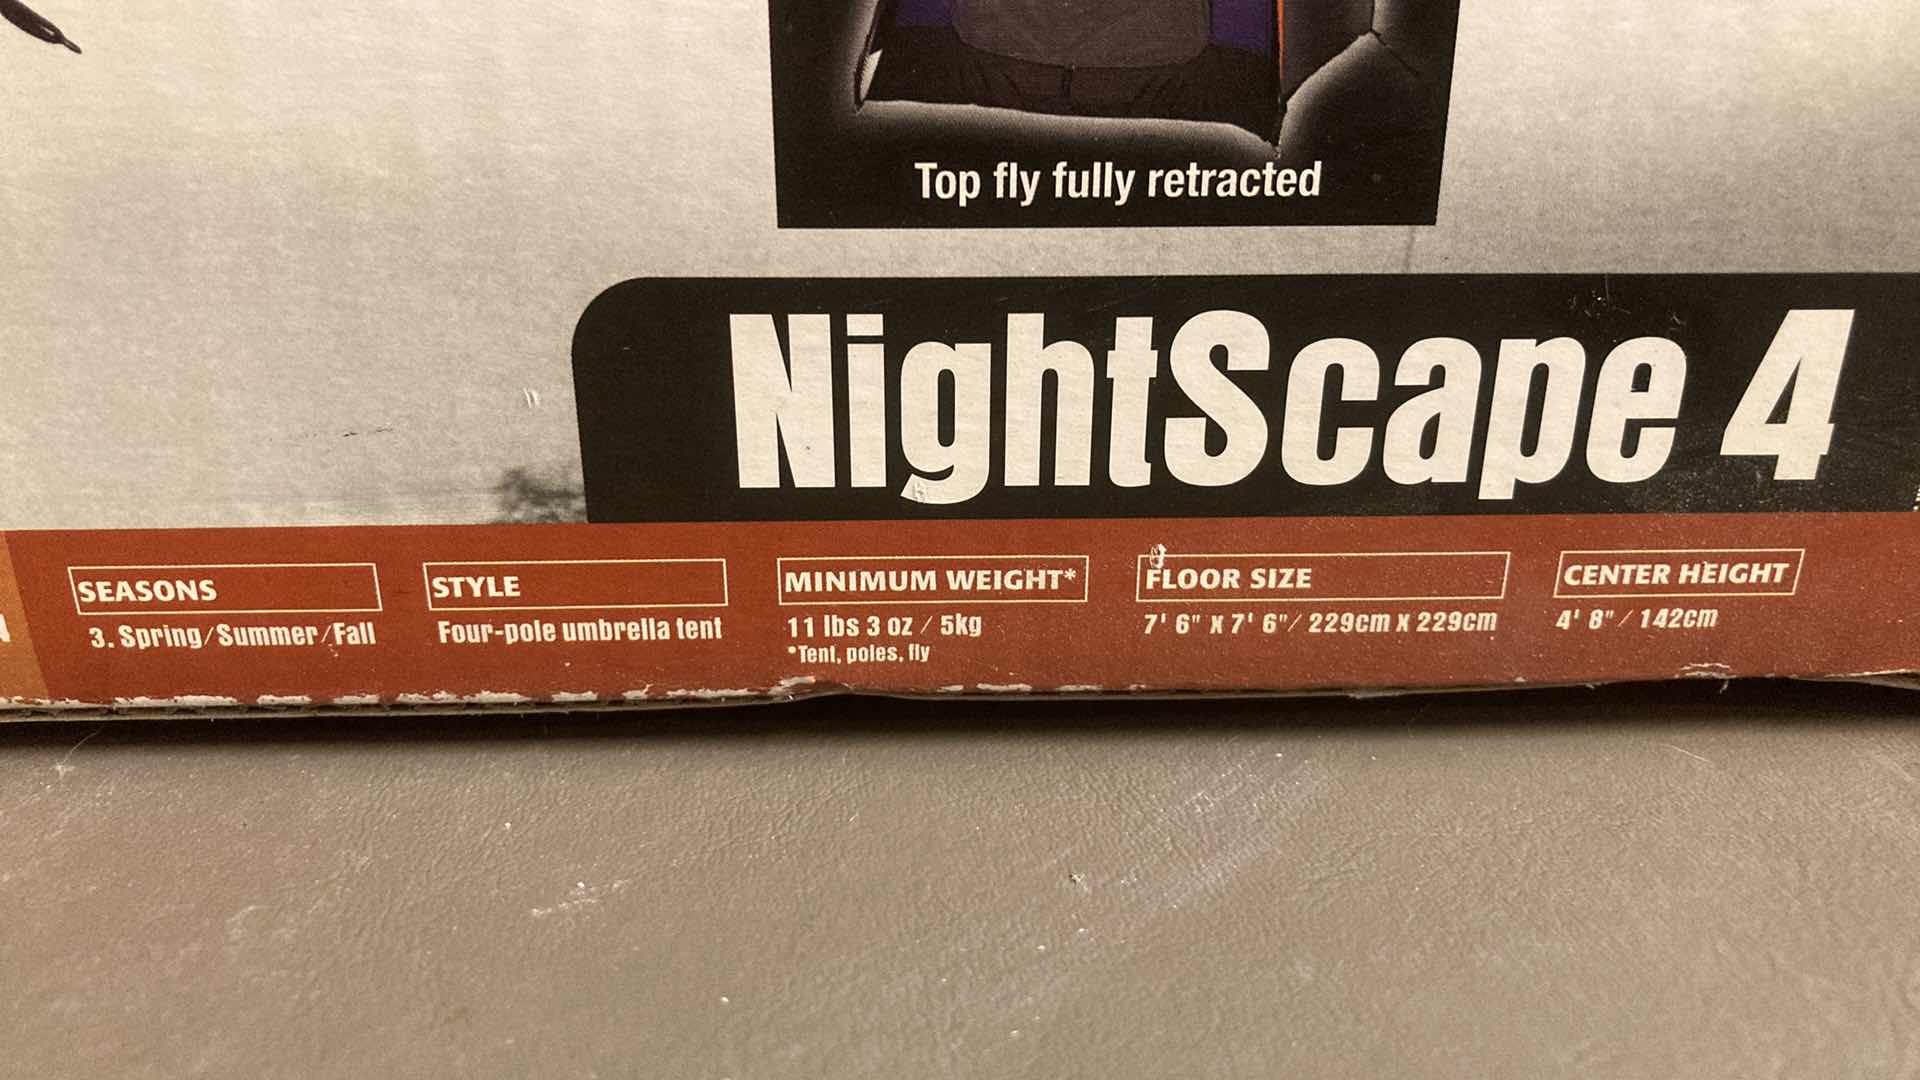 Top fly fully retracted
NightScape 4
SEASONS
3. Spring/Summer/Fall
STYLE
Four-pole umbrella tent
MINIMUM WEIGHT*
11 lbs 3 oz / 5kg
*Tent, poles, fly
FLOOR SIZE
7' 6" x 7' 6"/ 229cm x 229cm
CENTER HEIGHT
4' 8" / 142cm